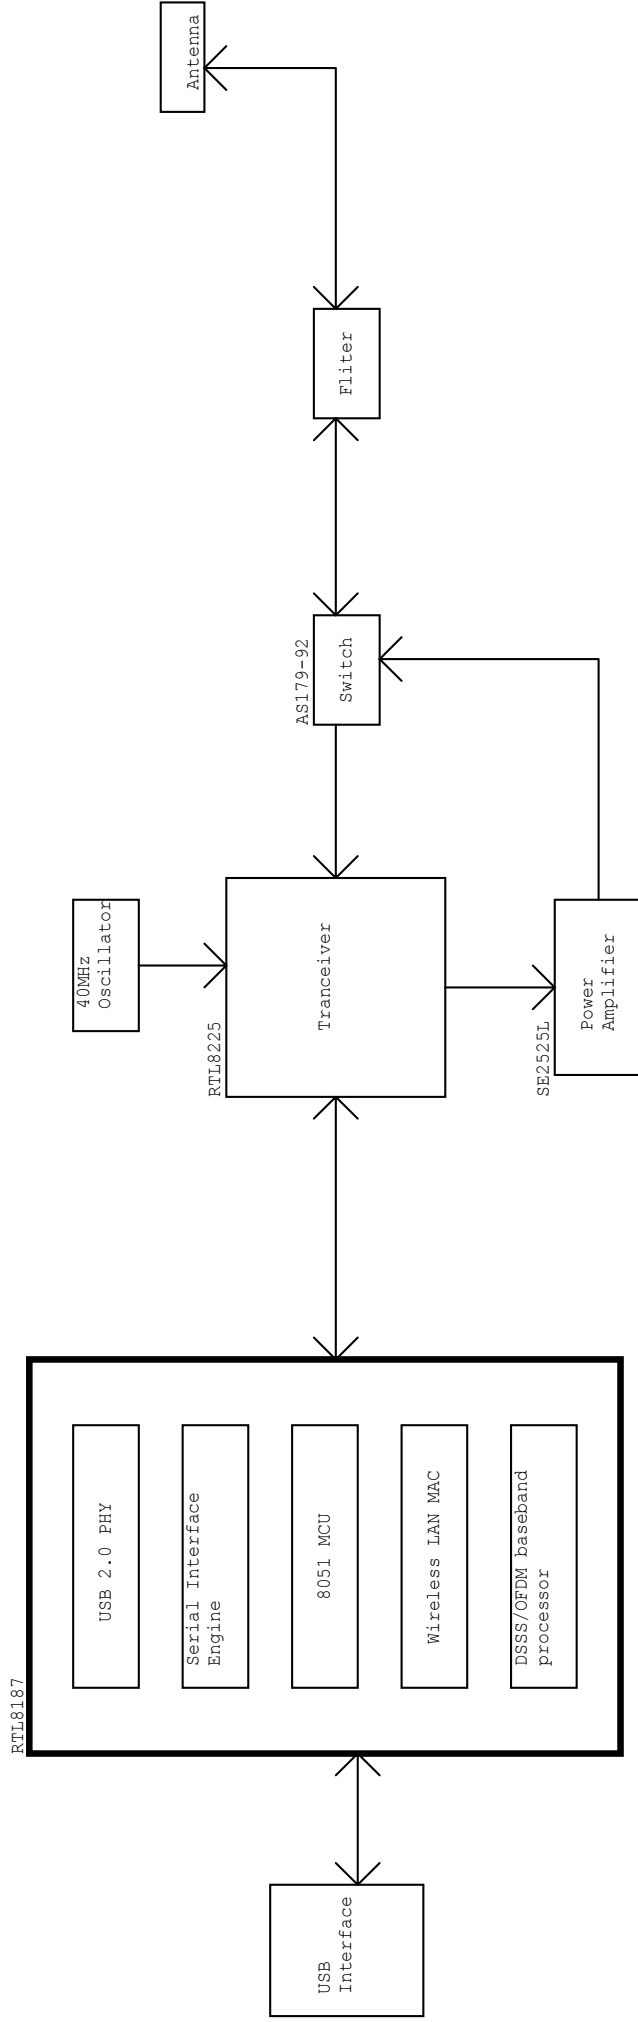 RTL8187
USB
Interface
USB 2.0 PHY
Serial Interface
Engine
8051 MCU
Wireless LAN MAC
DSSS/OFDM baseband
processor
40MHz
Oscillator
RTL8225
Tranceiver
SE2525L
Power
Amplifier
AS179-92
Switch
Fliter
Antenna